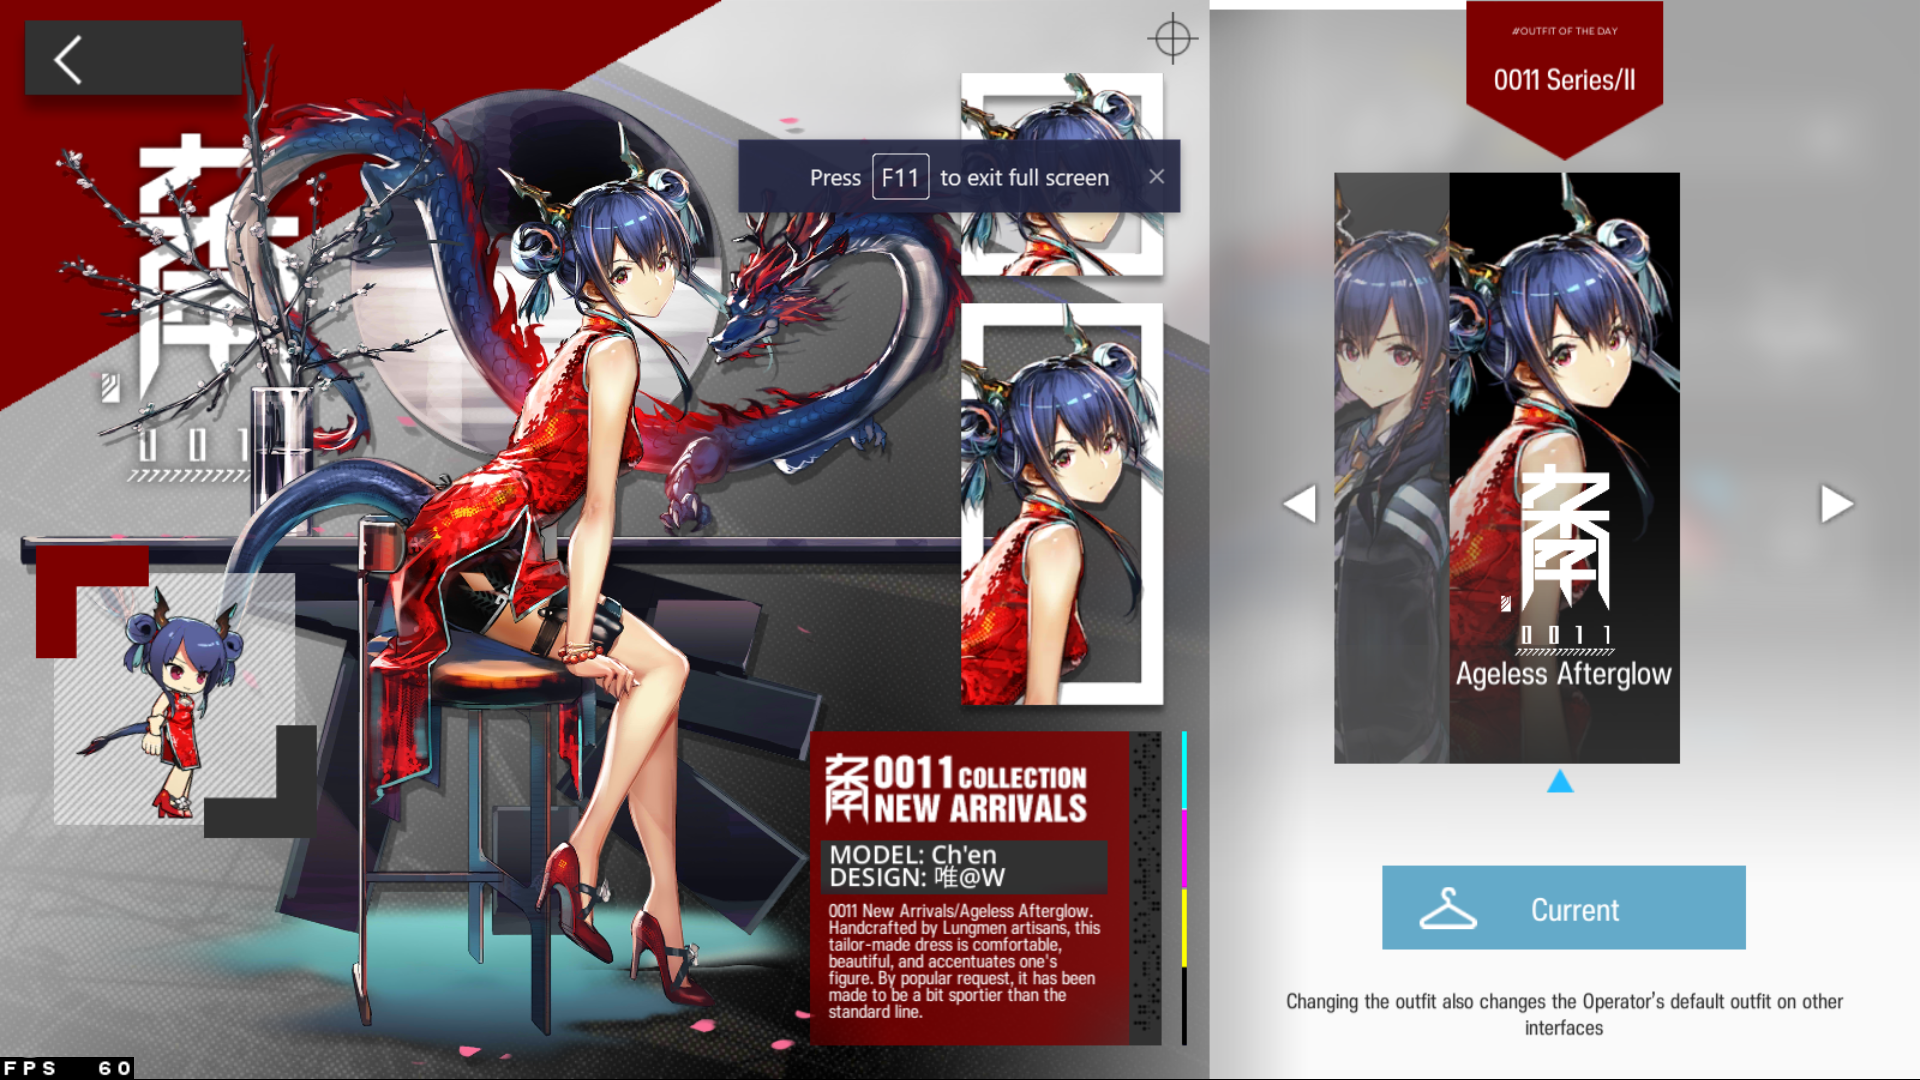 //OUTFIT OF THE DAY
0011 Series/II
Press F11 to exit full screen
0011
0011
Ageless Afterglow
0011 COLLECTION
NEW ARRIVALS
MODEL: Ch'en
DESIGN: 唯@W
0011 New Arrivals/Ageless Afterglow.
Handcrafted by Lungmen artisans, this
tailor-made dress is comfortable,
beautiful, and accentuates one's
figure. By popular request, it has been
made to be a bit sportier than the
standard line.
Current
Changing the outfit also changes the Operator's default outfit on other
interfaces
FPS 60